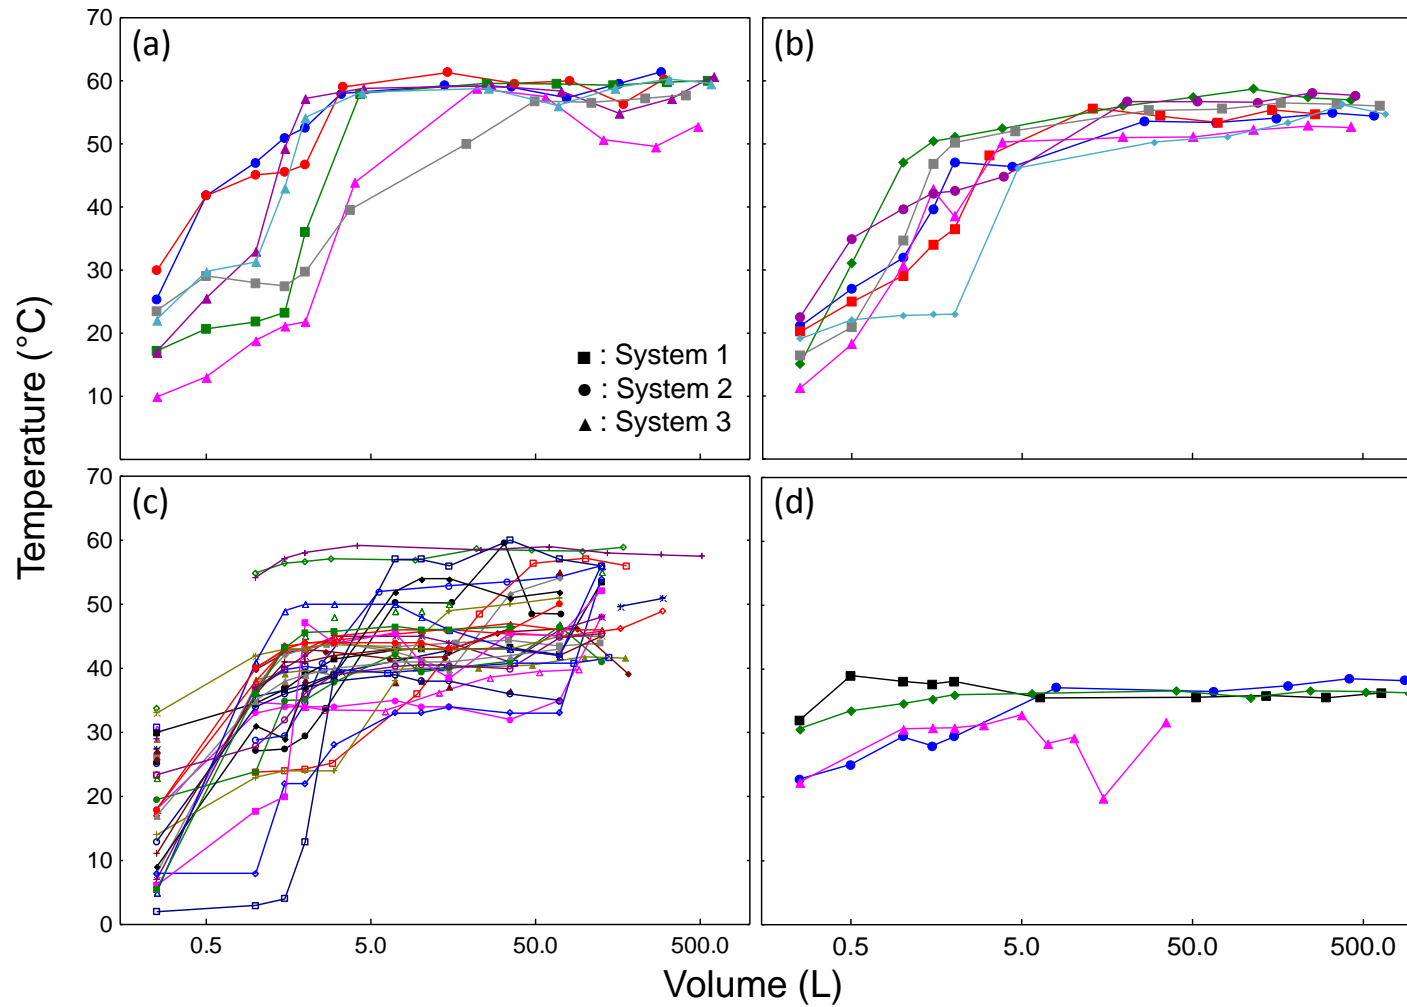 70
60
50
40
30
20
10
(a)
(b)
■ : System 1
● : System 2
▲ : System 3
Temperature (°C)
70
60
50
40
30
20
10
0
(c)
(d)
0.5 5.0 50.0 500.0
0.5 5.0 50.0 500.0
Volume (L)